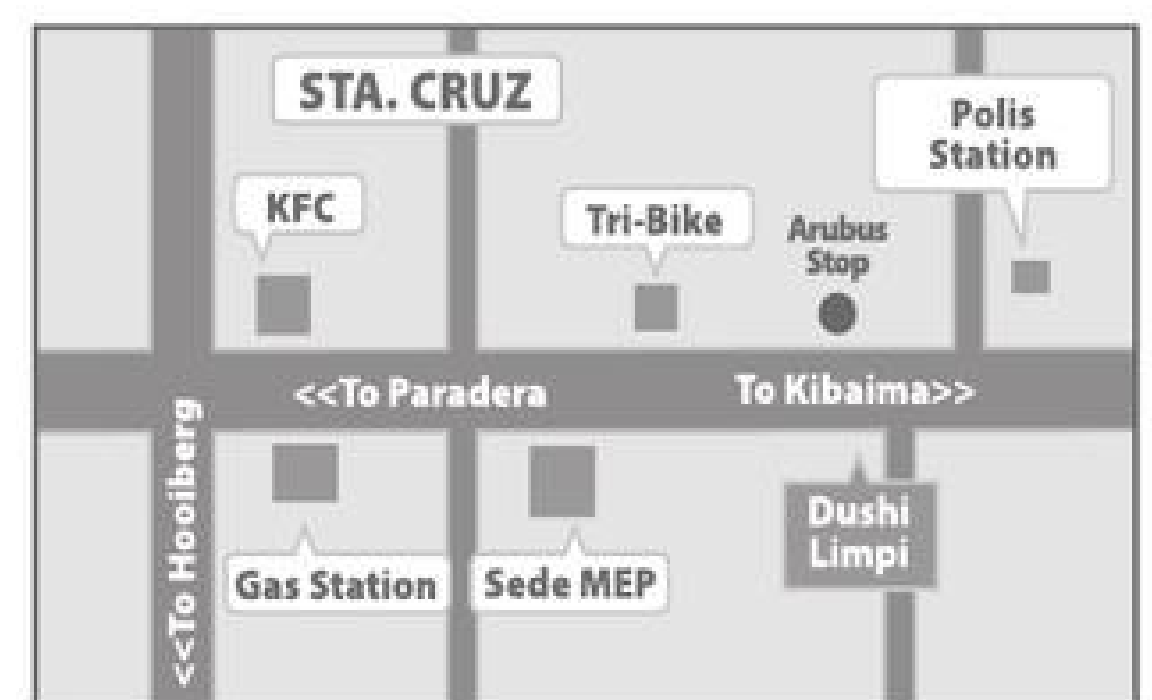 STA. CRUZ
Polis
Station
KFC
Tri-Bike
Arubus
Stop
<<To Paradera
To Kibaima>>
<<To Hooiberg
Dushi
Limpi
Gas Station
Sede MEP